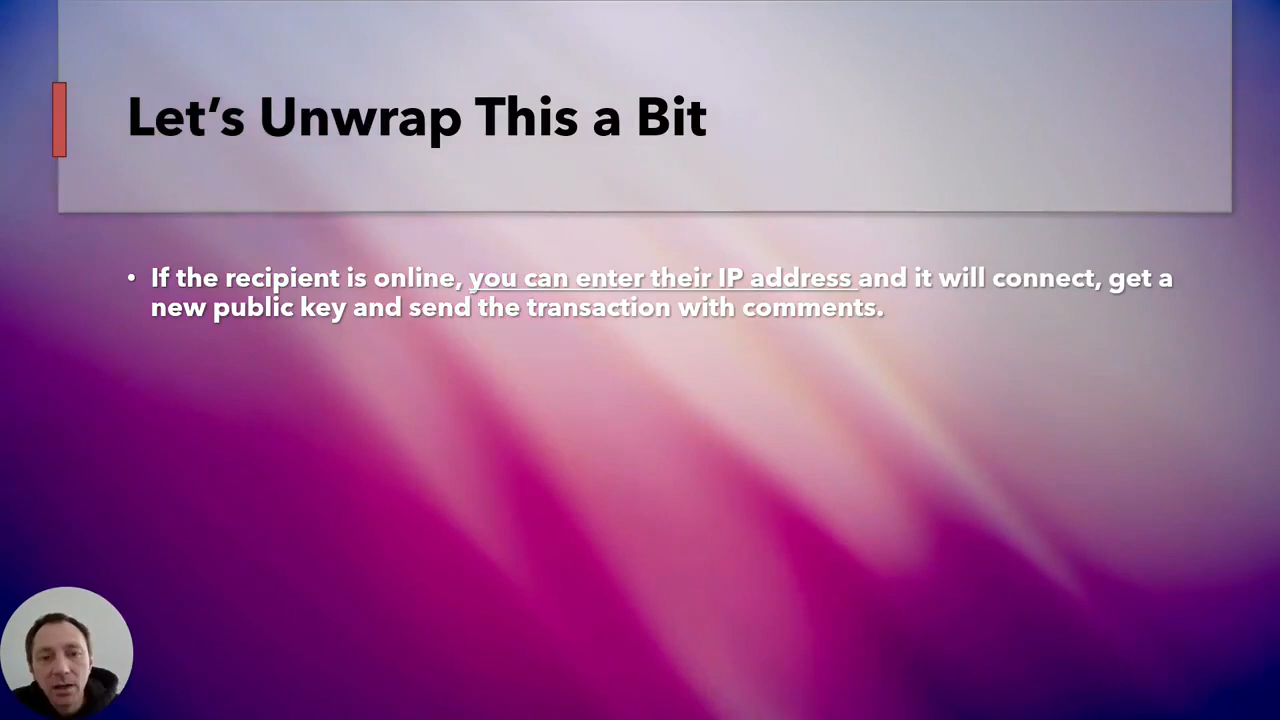 Let’s Unwrap This a Bit
• If the recipient is online, you can enter their IP address and it will connect, get a
new public key and send the transaction with comments.